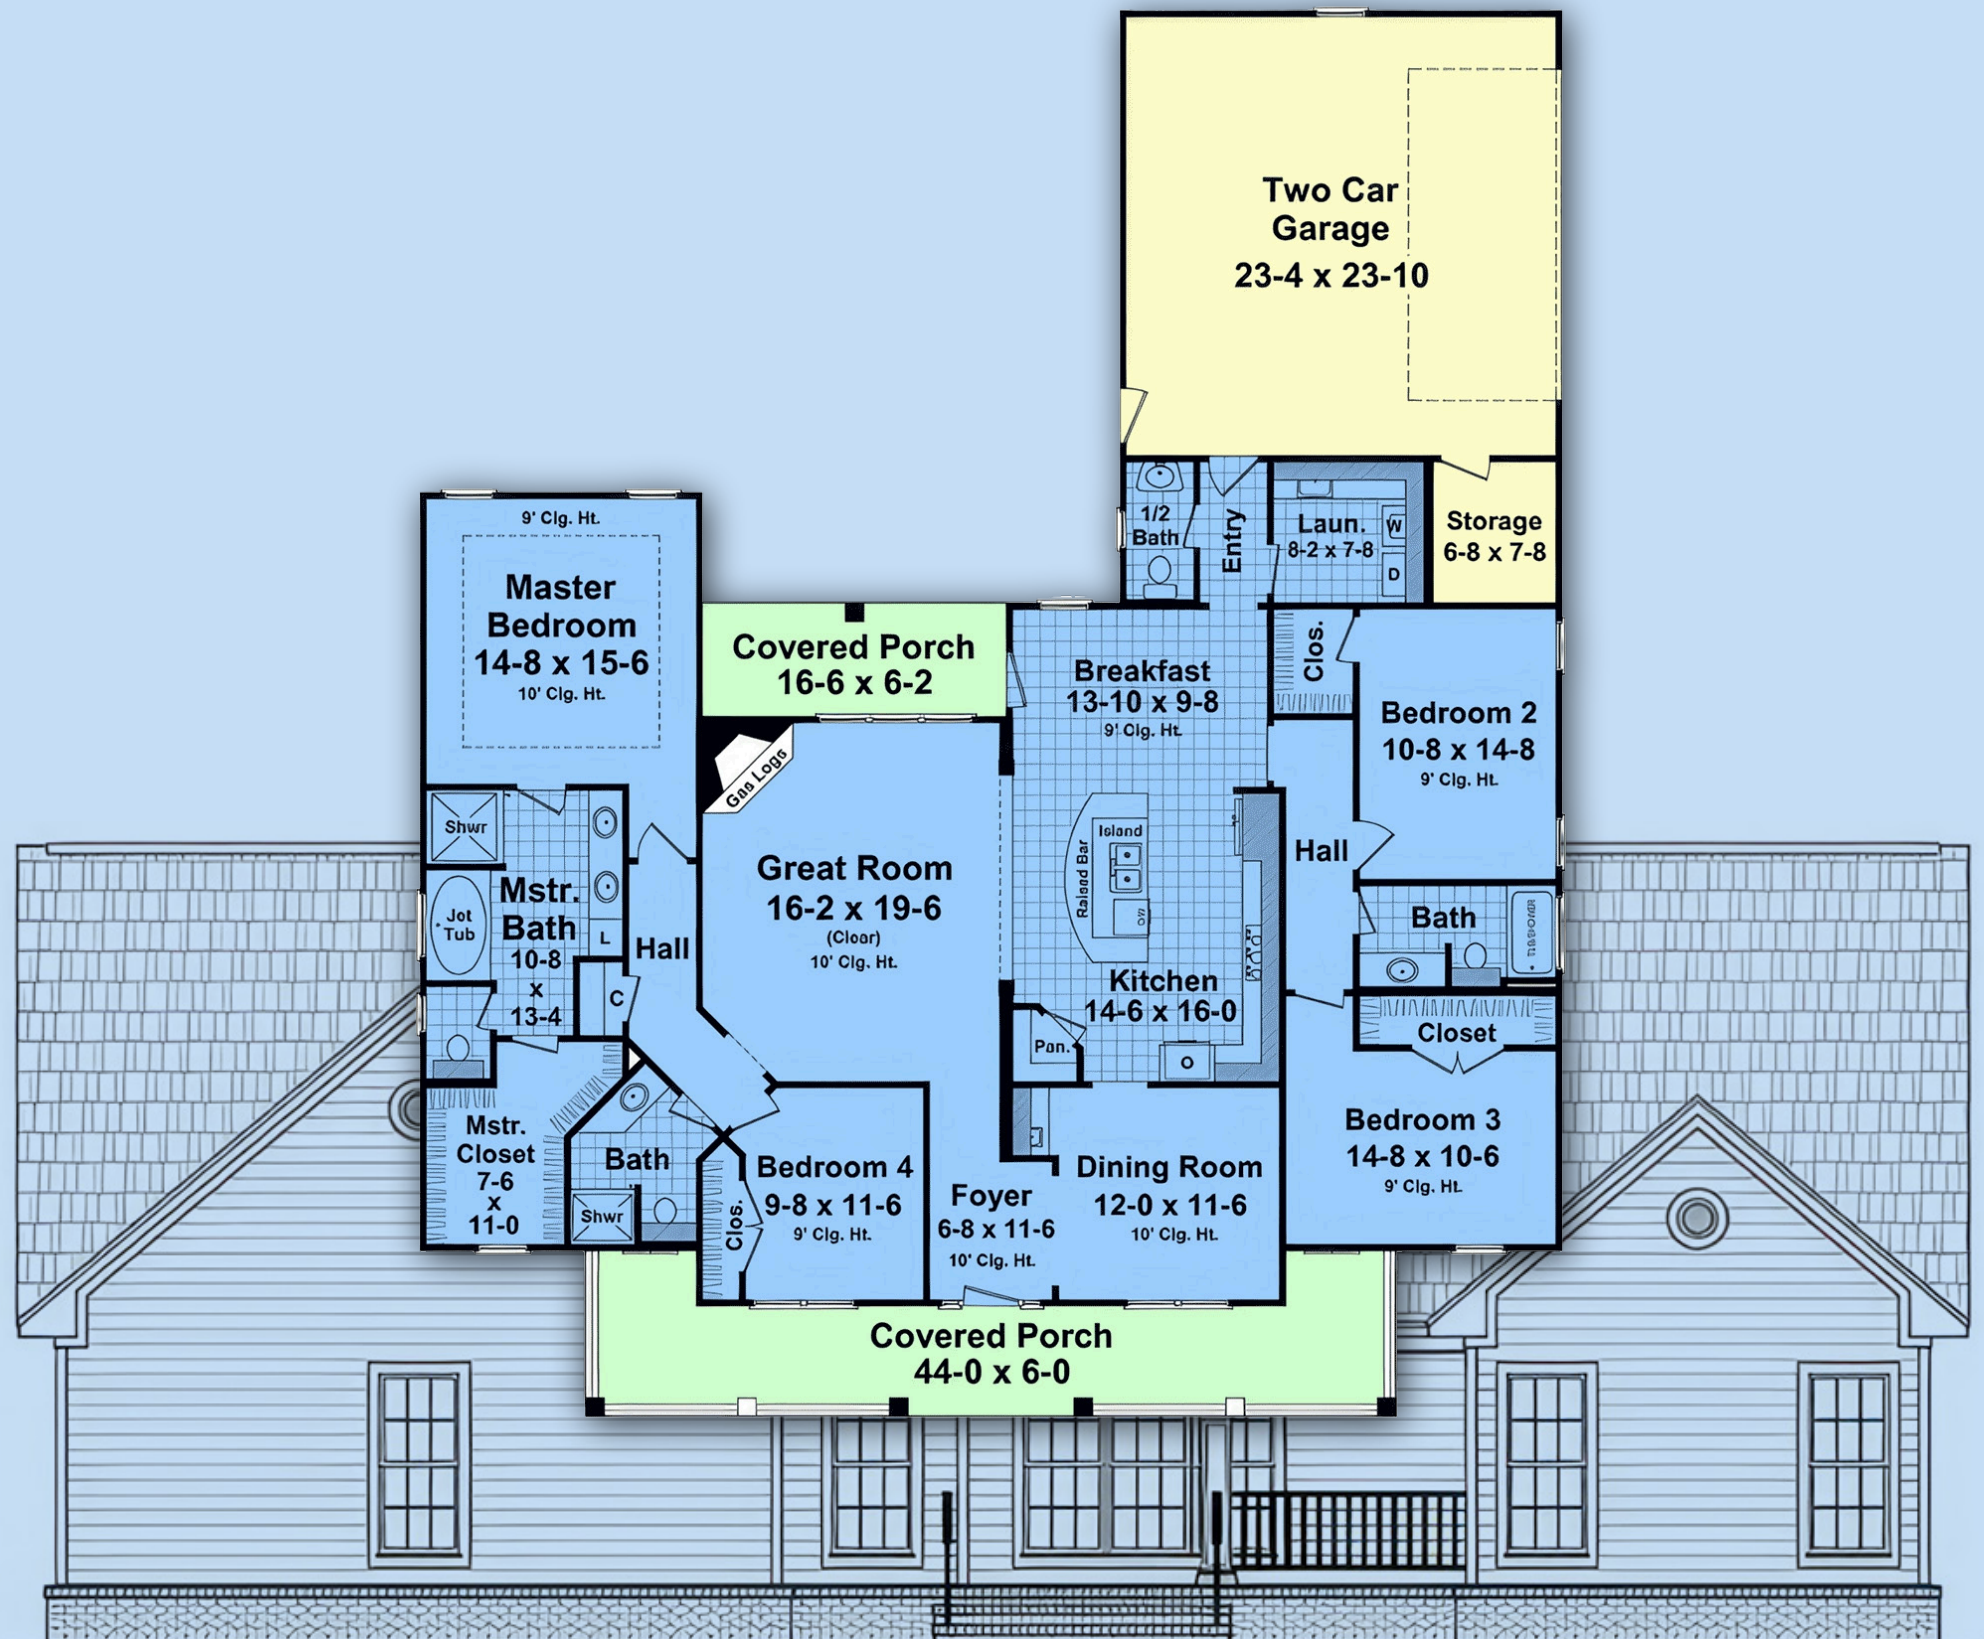 Two Car
Garage
23-4 x 23-10
1/2
Bath
Entry
Laun.
8-2 x 7-8
W
D
Storage
6-8 x 7-8
9' Clg. Ht.
Master
Bedroom
14-8 x 15-6
10' Clg. Ht.
Covered Porch
16-6 x 6-2
Breakfast
13-10 x 9-8
9' Clg. Ht.
Clos.
Bedroom 2
10-8 x 14-8
9' Clg. Ht.
Gas Logs
Shwr
Jet
Tub
Mstr.
Bath
10-8
x
13-4
L
C
Hall
Great Room
16-2 x 19-6
(Clear)
10' Clg. Ht.
Island
Raised Bar
DW
Kitchen
14-6 x 16-0
Pan.
O
Hall
Bath
Closet
Bedroom 3
14-8 x 10-6
9' Clg. Ht.
Mstr.
Closet
7-6
x
11-0
Bath
Shwr
Clos.
Bedroom 4
9-8 x 11-6
9' Clg. Ht.
Foyer
6-8 x 11-6
10' Clg. Ht.
Dining Room
12-0 x 11-6
10' Clg. Ht.
Covered Porch
44-0 x 6-0